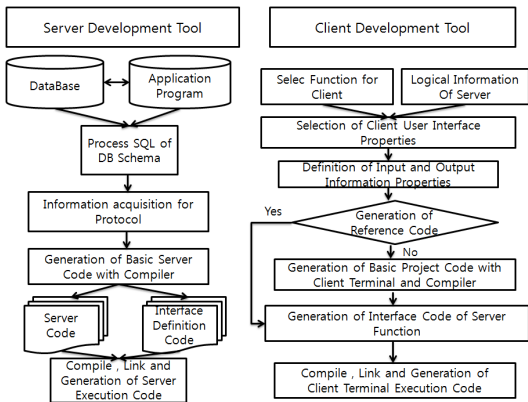 Server Development Tool
DataBase
Application
Program
Process SQL of
DB Schema
Information acquisition for
Protocol
Generation of Basic Server
Code with Compiler
Server
Code
Interface
Definition
Code
Compile , Link and
Generation of Server
Execution Code
Client Development Tool
Selec Function for
Client
Logical Information
Of Server
Selection of Client User Interface
Properties
Definition of Input and Output
Information Properties
Yes
Generation of
Reference Code
No
Generation of Basic Project Code with
Client Terminal and Compiler
Generation of Interface Code of Server
Function
Compile , Link and Generation of
Client Terminal Execution Code